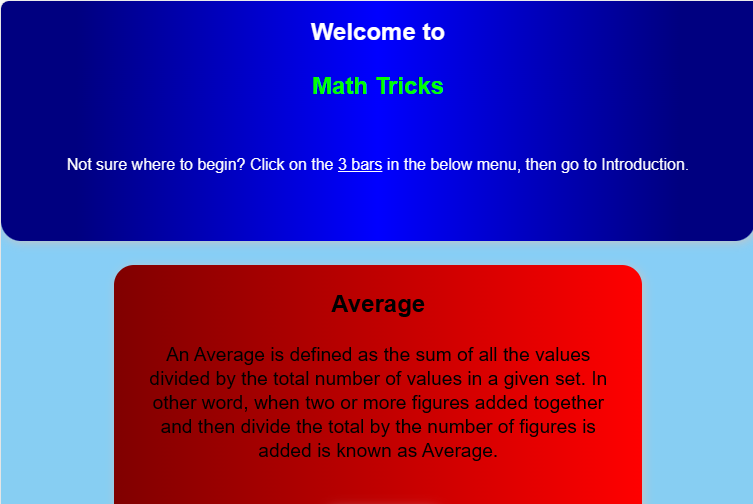 Welcome to
Math Tricks
Not sure where to begin? Click on the 3 bars in the below menu, then go to Introduction.
Average
An Average is defined as the sum of all the values
divided by the total number of values in a given set. In
other word, when two or more figures added together
and then divide the total by the number of figures is
added is known as Average.